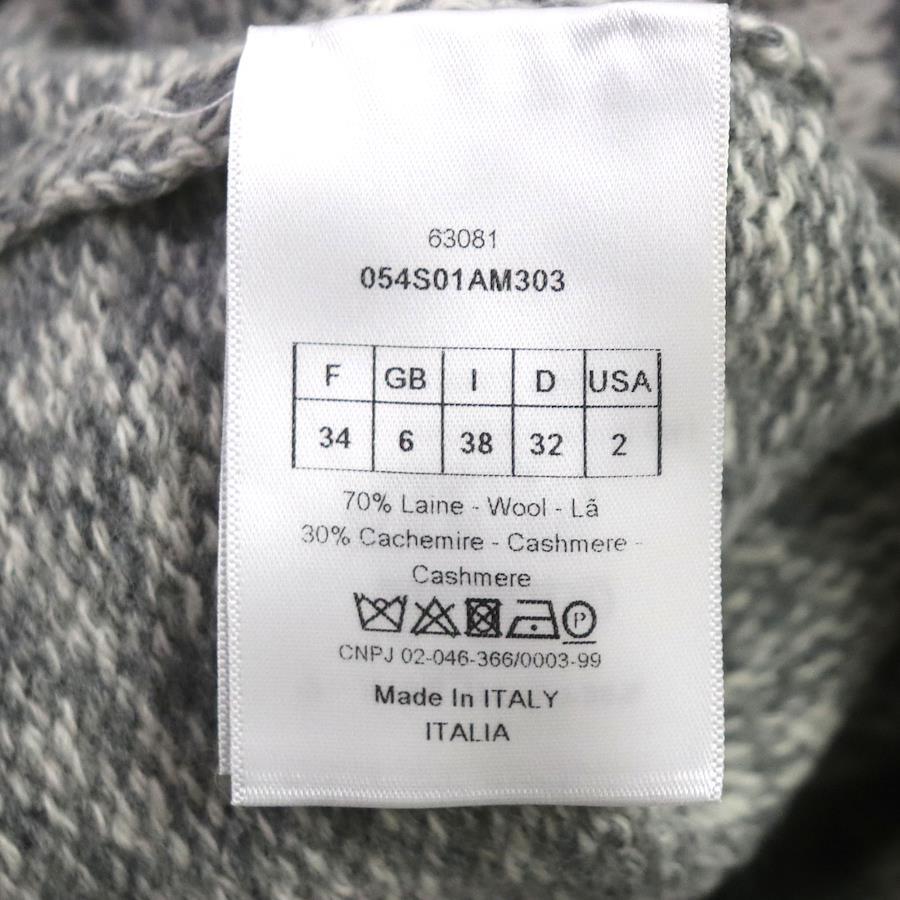 63081
054S01AM303
F GB I D USA
34 6 38 32 2
70% Laine - Wool - Lã
30% Cachemire - Cashmere -
Cashmere
P
CNPJ 02-046-366/0003-99
Made In ITALY
ITALIA